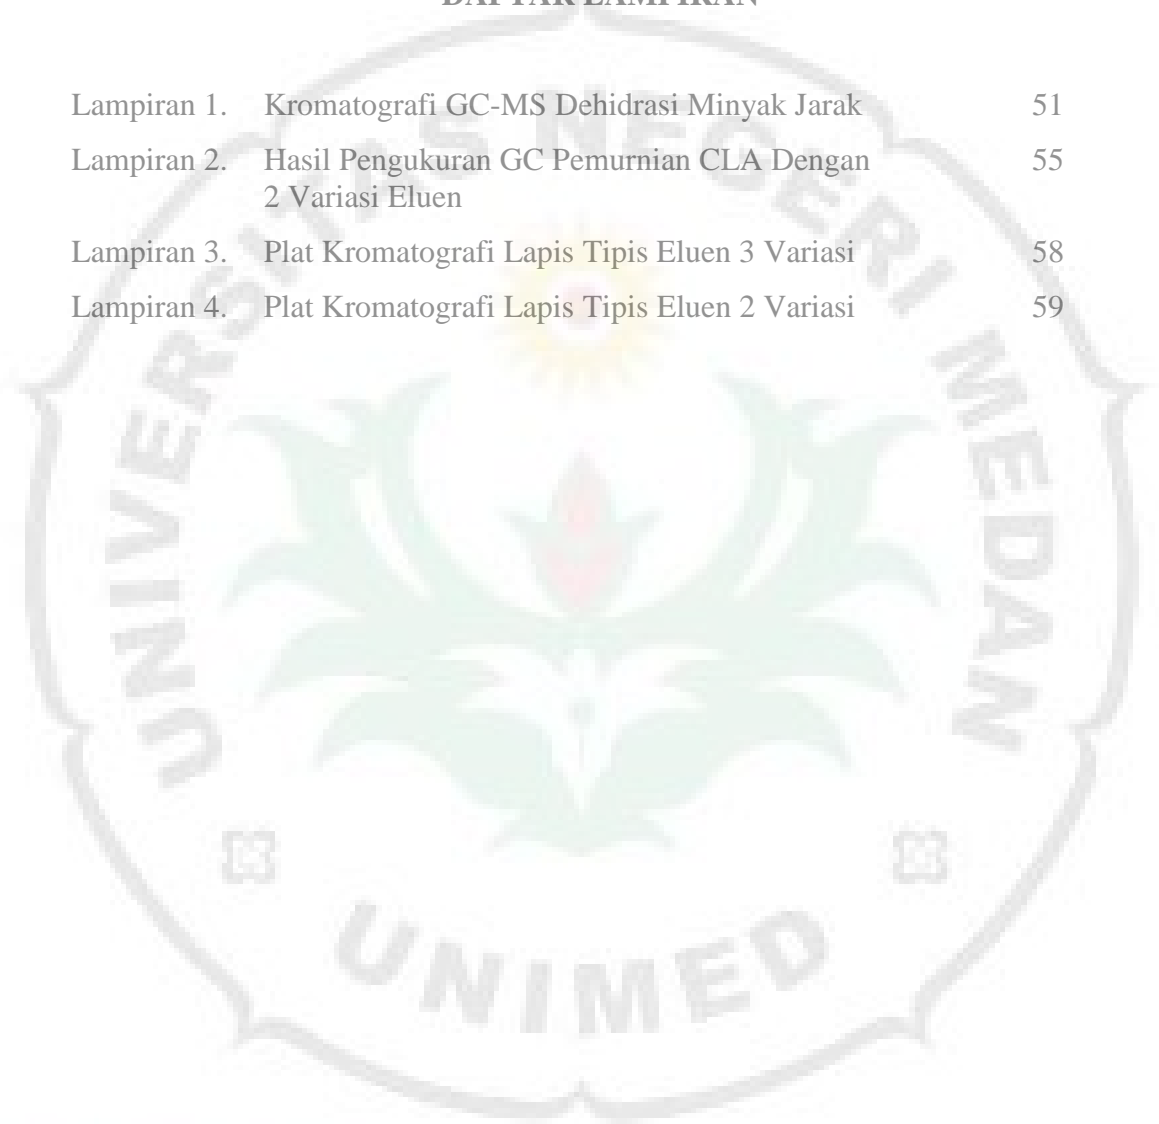 DAFTAR LAMPIRAN
Lampiran 1. Kromatografi GC-MS Dehidrasi Minyak Jarak 51
Lampiran 2. Hasil Pengukuran GC Pemurnian CLA Dengan 55
2 Variasi Eluen
Lampiran 3. Plat Kromatografi Lapis Tipis Eluen 3 Variasi 58
Lampiran 4. Plat Kromatografi Lapis Tipis Eluen 2 Variasi 59
UNIVERSITAS NEGERI MEDAN
UNIMED